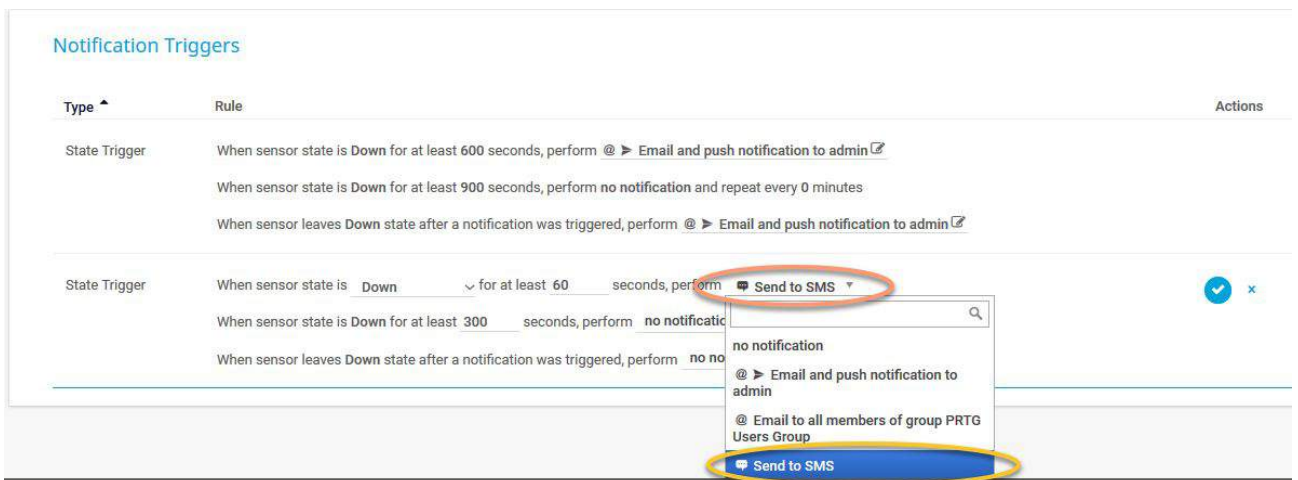 Notification Triggers
Type Rule Actions
State Trigger When sensor state is Down for at least 600 seconds, perform @ Email and push notification to admin
When sensor state is Down for at least 900 seconds, perform no notification and repeat every 0 minutes
When sensor leaves Down state after a notification was triggered, perform @ Email and push notification to admin
State Trigger When sensor state is Down for at least 60 seconds, perform Send to SMS
When sensor state is Down for at least 300 seconds, perform no notificatio
When sensor leaves Down state after a notification was triggered, perform no no
no notification
@ Email and push notification to
admin
@ Email to all members of group PRTG
Users Group
Send to SMS